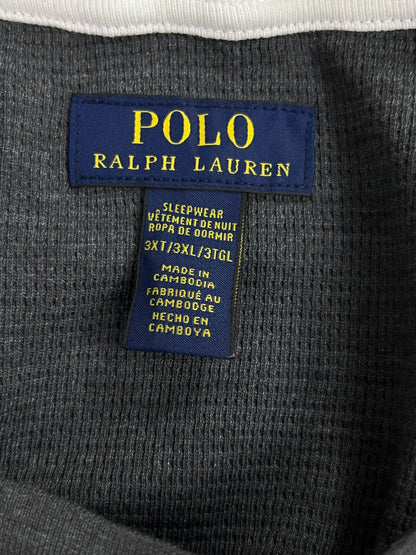 POLO
RALPH LAUREN
SLEEPWEAR
VÊTEMENT DE NUIT
ROPA DE DORMIR
3XT/3XL/3TGL
MADE IN
CAMBODIA
FABRIQUÉ AU
CAMBODGE
HECHO EN
CAMBOYA